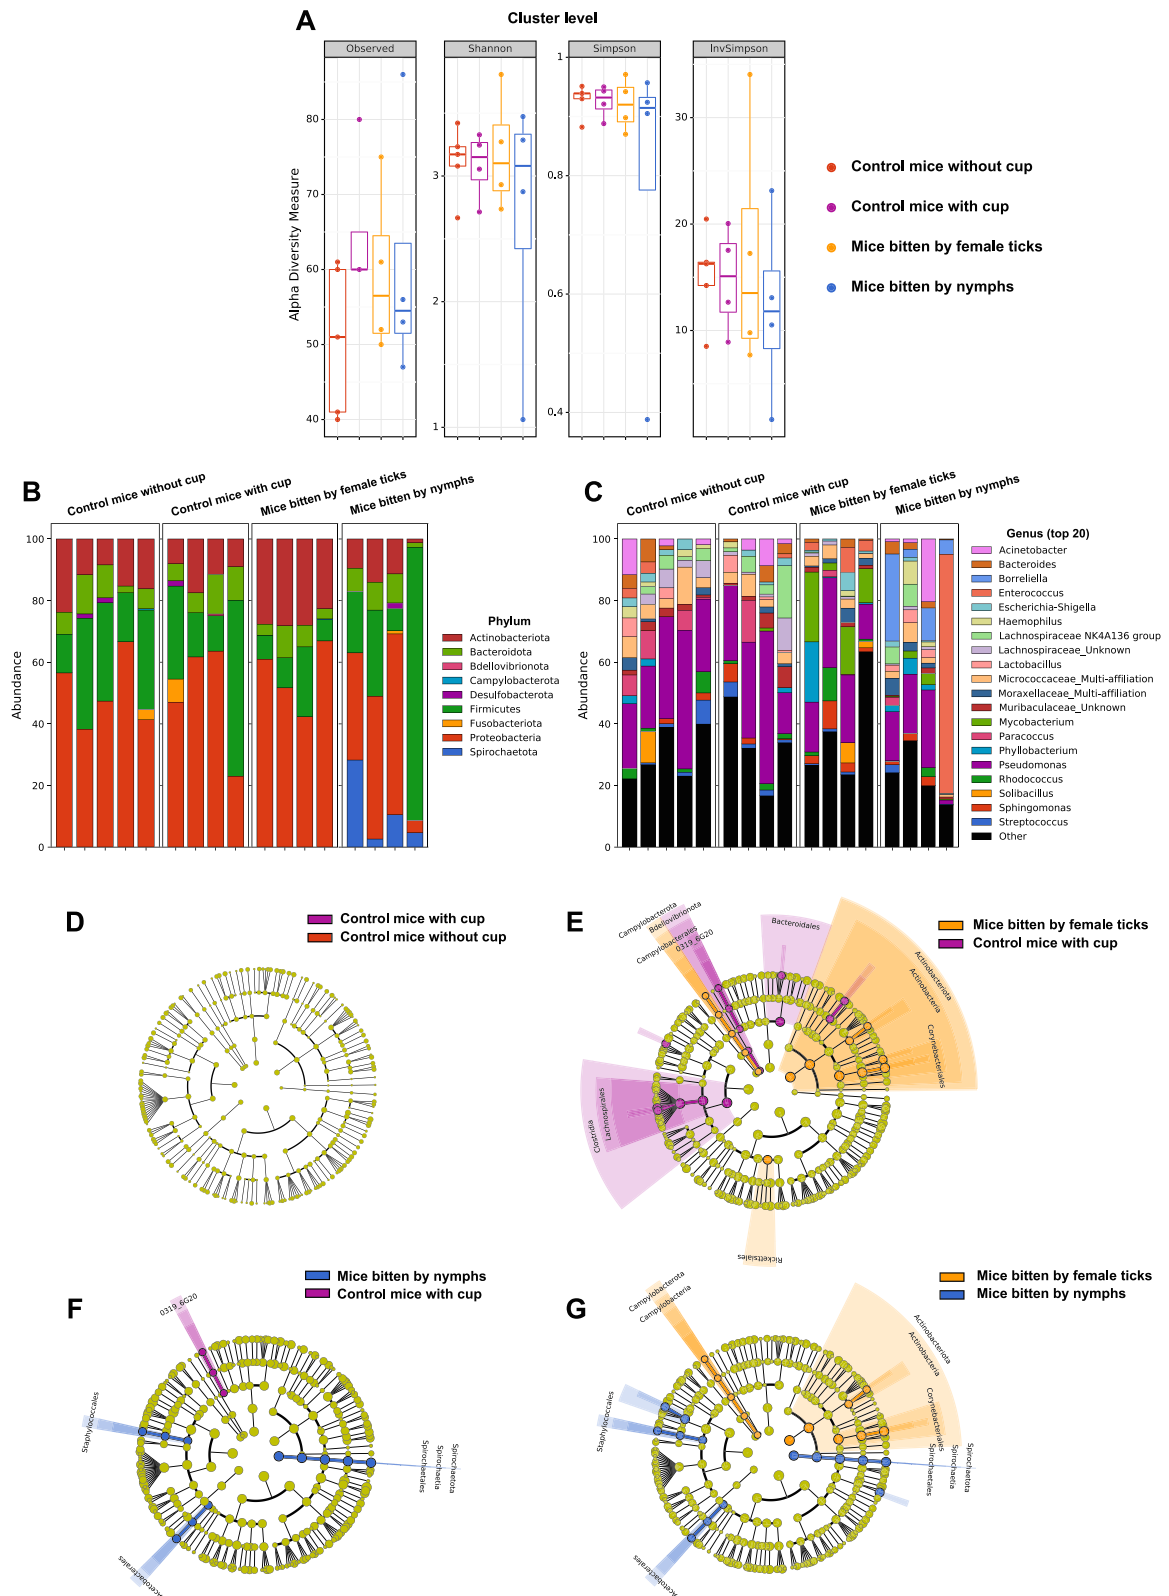 A
Cluster level
Observed
Shannon
Simpson
InvSimpson
Alpha Diversity Measure
80
70
60
50
40
3
2
1
1
0.8
0.6
0.4
30
20
10
Control mice without cup
Control mice with cup
Mice bitten by female ticks
Mice bitten by nymphs
B
Control mice without cup
Control mice with cup
Mice bitten by female ticks
Mice bitten by nymphs
Abundance
100
80
60
40
20
0
Phylum
Actinobacteriota
Bacteroidota
Bdellovibrionota
Campylobacterota
Desulfobacterota
Firmicutes
Fusobacteriota
Proteobacteria
Spirochaetota
C
Control mice without cup
Control mice with cup
Mice bitten by female ticks
Mice bitten by nymphs
Abundance
100
80
60
40
20
0
Genus (top 20)
Acinetobacter
Bacteroides
Borreliella
Enterococcus
Escherichia-Shigella
Haemophilus
Lachnospiraceae NK4A136 group
Lachnospiraceae_Unknown
Lactobacillus
Micrococcaceae_Multi-affiliation
Moraxellaceae_Multi-affiliation
Muribaculaceae_Unknown
Mycobacterium
Paracoccus
Phyllobacterium
Pseudomonas
Rhodococcus
Solibacillus
Sphingomonas
Streptococcus
Other
D
Control mice with cup
Control mice without cup
E
Mice bitten by female ticks
Control mice with cup
Campylobacterota
Bdellovibrionota
Campylobacterales
0319_6G20
Bacteroidales
Actinobacteriota
Actinobacteria
Corynebacteriales
Clostridia
Lachnospirales
Rickettsiales
F
Mice bitten by nymphs
Control mice with cup
0319_6G20
Staphylococcales
Spirochaetales
Spirochaetia
Spirochaetota
Acetobacterales
G
Mice bitten by female ticks
Mice bitten by nymphs
Campylobacterota
Campylobacteria
Actinobacteriota
Actinobacteria
Corynebacteriales
Staphylococcales
Spirochaetales
Spirochaetia
Spirochaetota
Acetobacterales